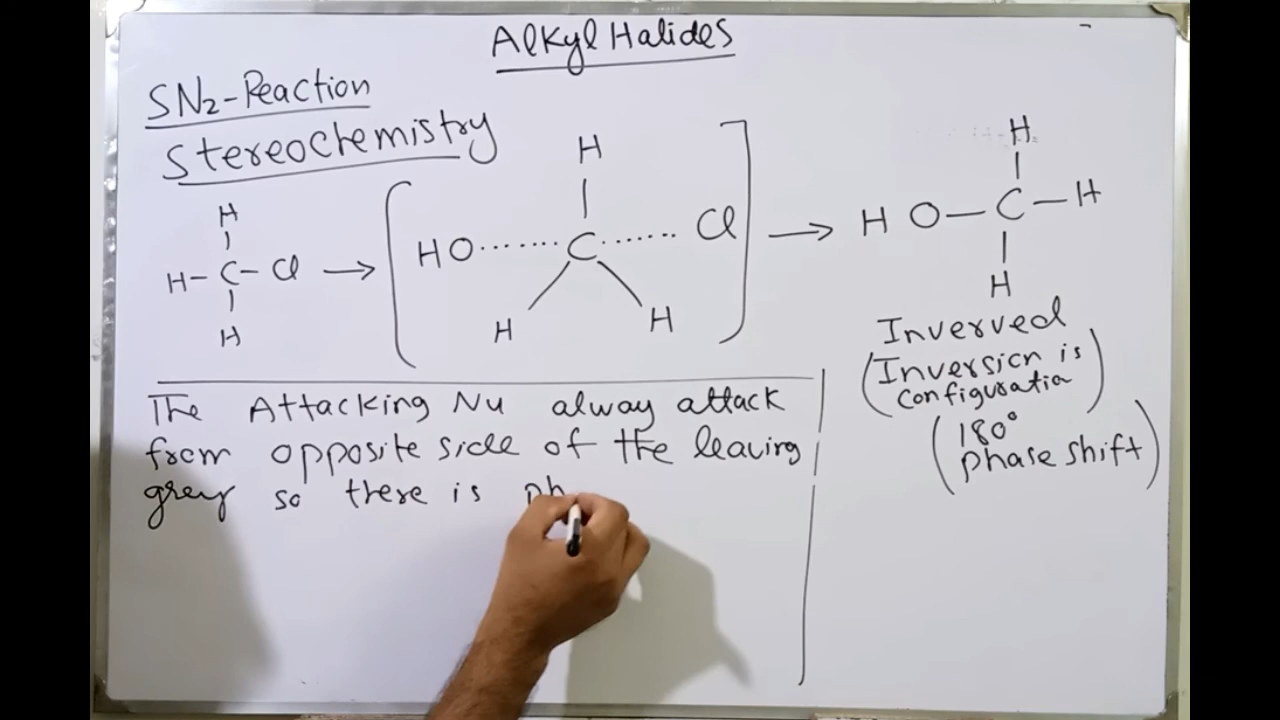 Alkyl Halides
SN2-Reaction
Stereochemistry
H
H-C-Cl →
H
H
HO......C......Cl
H H
→
H
HO-C-H
H
Inverved
(Inversion is
configuratia)
(180°
phase shift)
The Attacking Nu alway attack
from opposite side of the leaving
so there is ph